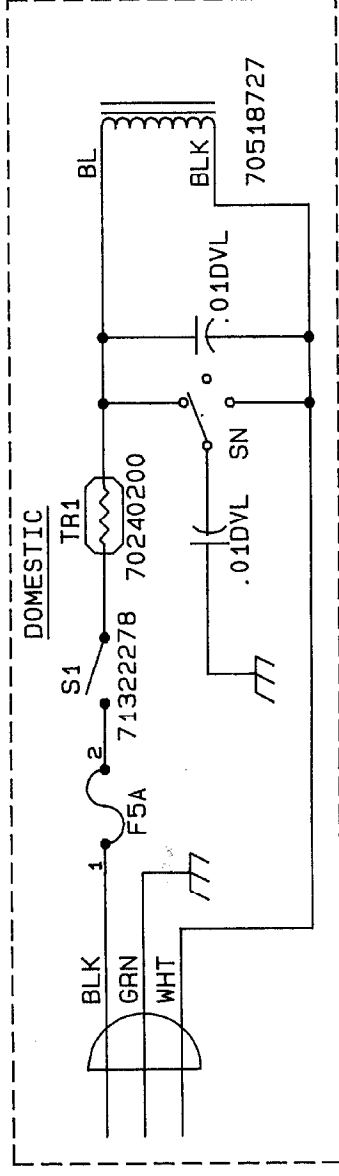 DOMESTIC
BLK
GRN
WHT
1
2
F5A
S1
71322278
TR1
70240200
.01DVL
SN
.01DVL
BL
BLK
70518727